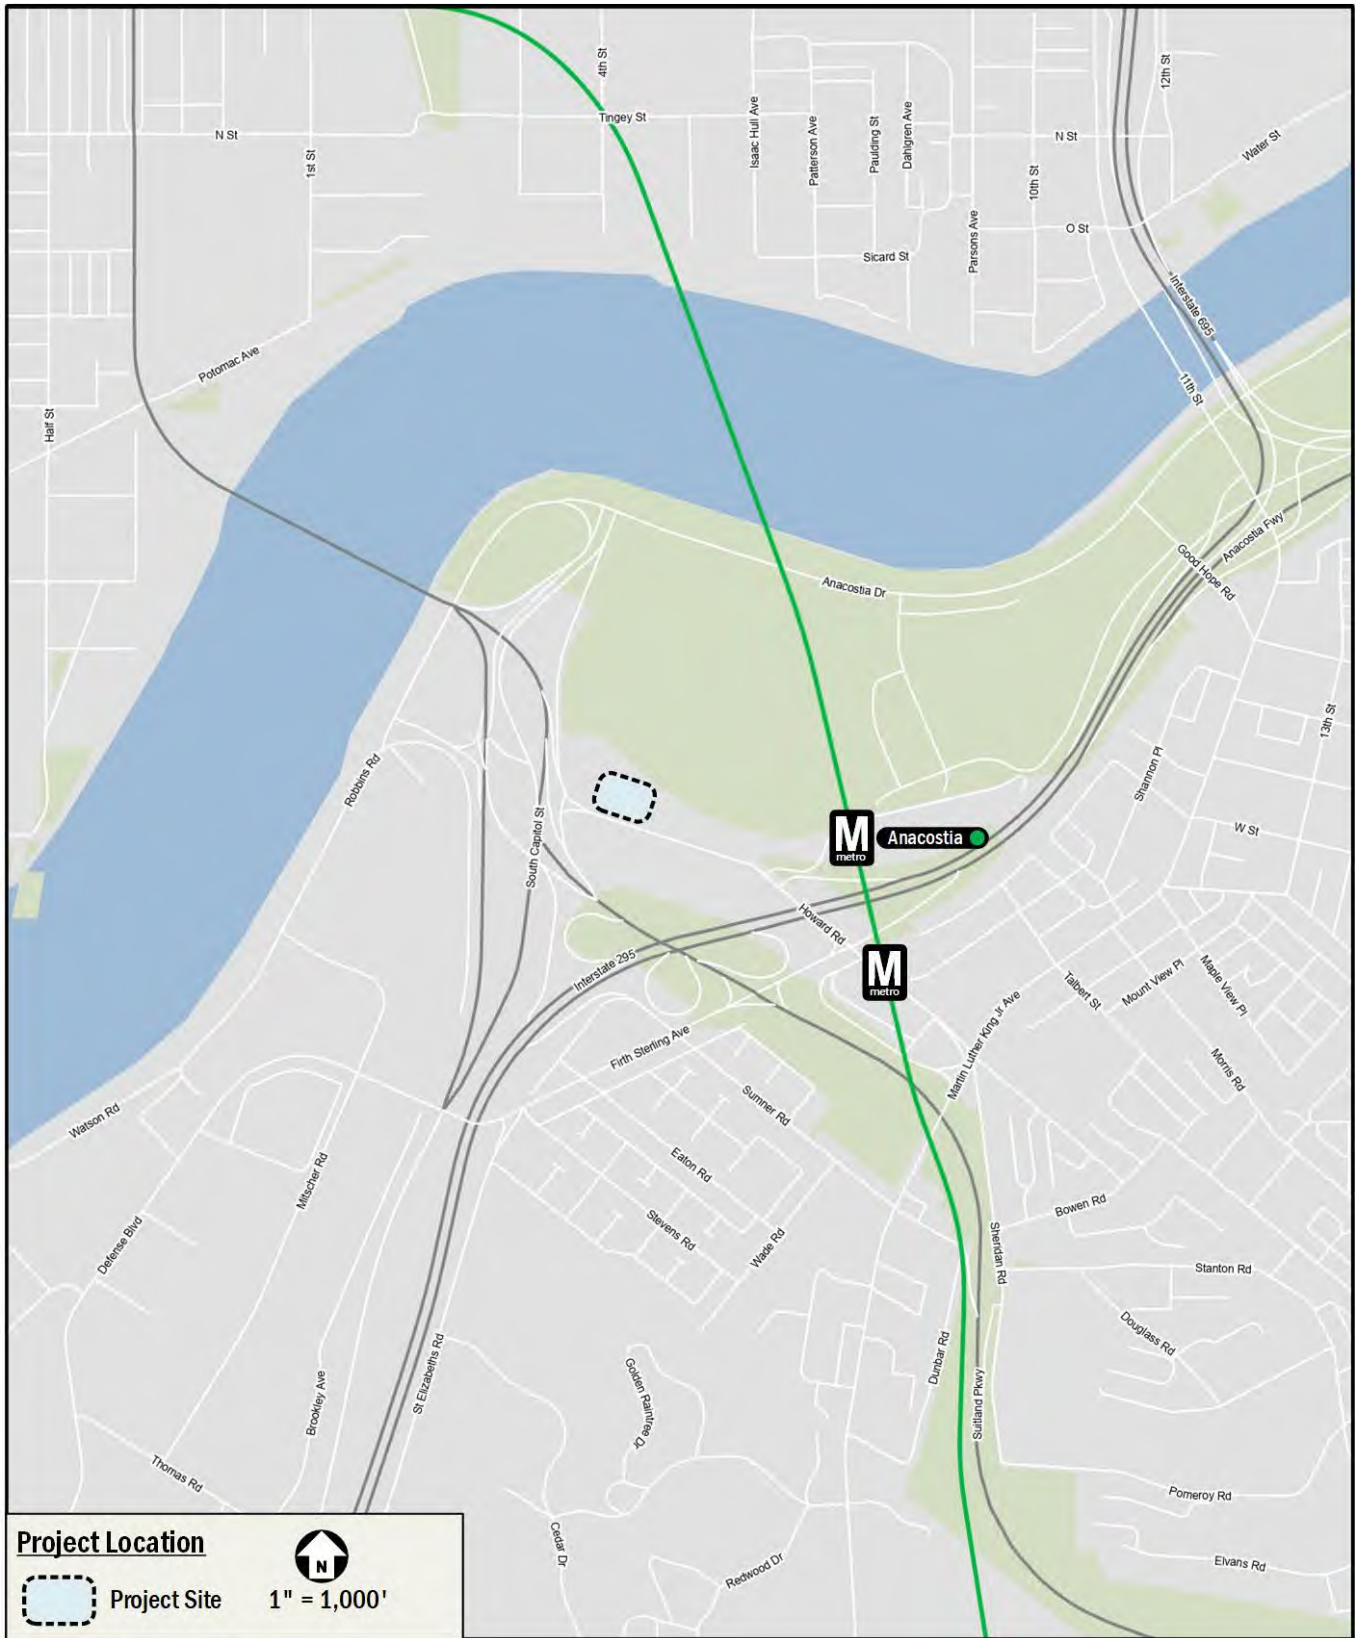 4th St
12th St
Tingey St
N St
1st St
Isaac Hull Ave
Patterson Ave
Paulding St
Dahlgren Ave
N St
10th St
Water St
Parsons Ave
O St
Sicard St
Interstate 695
Potomac Ave
11th St
Half St
Anacostia Fwy
Good Hope Rd
Anacostia Dr
13th St
Shannon Pl
Robbins Rd
South Capitol St
M
metro
Anacostia
W St
Howard Rd
Interstate 295
M
metro
Talbert St
Mount View Pl
Maple View Pl
Martin Luther King Jr Ave
Firth Sterling Ave
Morris Rd
Sumner Rd
Watson Rd
Mitscher Rd
Eaton Rd
Defense Blvd
Stevens Rd
Wade Rd
Bowen Rd
Sheridan Rd
Stanton Rd
Douglass Rd
Dunbar Rd
St Elizabeths Rd
Golden Raintree Dr
Brookley Ave
Suitland Pkwy
Thomas Rd
Pomeroy Rd
Cedar Dr
Redwood Dr
Elvans Rd
Project Location
N
Project Site
1" = 1,000'